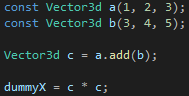 const Vector3d a(1, 2, 3);
const Vector3d b(3, 4, 5);
Vector3d c = a.add(b);
dummyX = c * c;